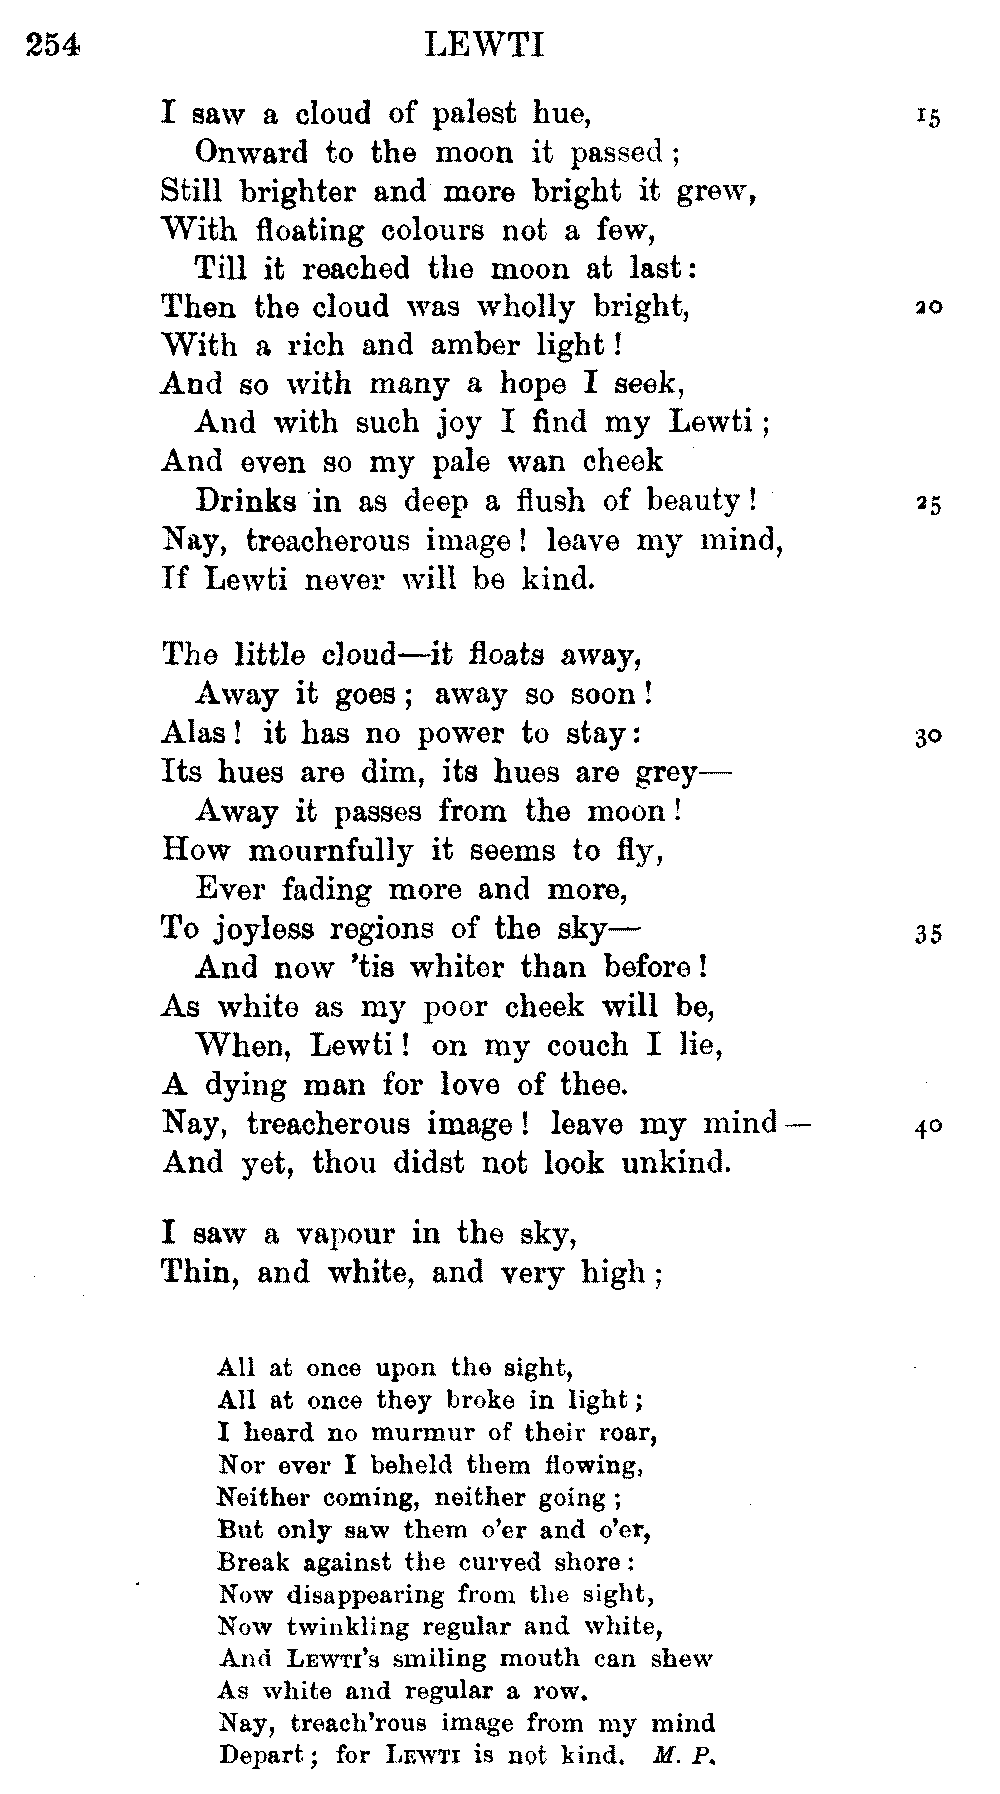 254 LEWTI
I saw a cloud of palest hue, 15
Onward to the moon it passed ;
Still brighter and more bright it grew,
With floating colours not a few,
Till it reached the moon at last:
Then the cloud was wholly bright, 20
With a rich and amber light !
And so with many a hope I seek,
And with such joy I find my Lewti ;
And even so my pale wan cheek
Drinks in as deep a flush of beauty ! 25
Nay, treacherous image ! leave my mind,
If Lewti never will be kind.

The little cloud—it floats away,
Away it goes ; away so soon !
Alas ! it has no power to stay: 30
Its hues are dim, its hues are grey—
Away it passes from the moon !
How mournfully it seems to fly,
Ever fading more and more,
To joyless regions of the sky— 35
And now 'tis whiter than before !
As white as my poor cheek will be,
When, Lewti ! on my couch I lie,
A dying man for love of thee.
Nay, treacherous image ! leave my mind— 40
And yet, thou didst not look unkind.

I saw a vapour in the sky,
Thin, and white, and very high ;

All at once upon the sight,
All at once they broke in light ;
I heard no murmur of their roar,
Nor ever I beheld them flowing,
Neither coming, neither going ;
But only saw them o'er and o'er,
Break against the curved shore :
Now disappearing from the sight,
Now twinkling regular and white,
And LEWTI's smiling mouth can shew
As white and regular a row.
Nay, treach'rous image from my mind
Depart ; for LEWTI is not kind. M. P.